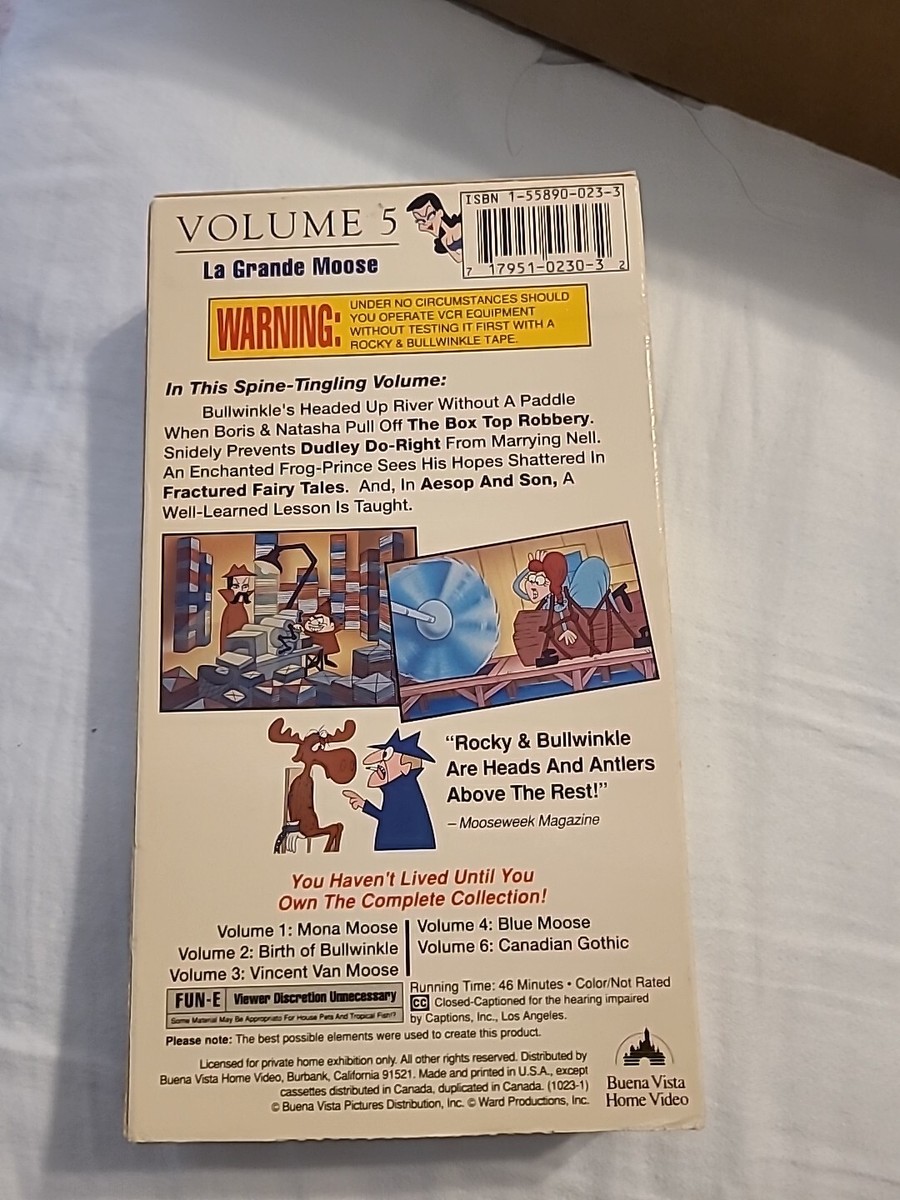 VOLUME 5
La Grande Moose
ISBN 1-55890-023-3
7 17951-0230-3 2
WARNING:
UNDER NO CIRCUMSTANCES SHOULD
YOU OPERATE VCR EQUIPMENT
WITHOUT TESTING IT FIRST WITH A
ROCKY & BULLWINKLE TAPE.
In This Spine-Tingling Volume:
Bullwinkle's Headed Up River Without A Paddle
When Boris & Natasha Pull Off The Box Top Robbery.
Snidely Prevents Dudley Do-Right From Marrying Nell.
An Enchanted Frog-Prince Sees His Hopes Shattered In
Fractured Fairy Tales. And, In Aesop And Son, A
Well-Learned Lesson Is Taught.
“Rocky & Bullwinkle
Are Heads And Antlers
Above The Rest!”
– Mooseweek Magazine
You Haven't Lived Until You
Own The Complete Collection!
Volume 1: Mona Moose
Volume 2: Birth of Bullwinkle
Volume 3: Vincent Van Moose
Volume 4: Blue Moose
Volume 6: Canadian Gothic
FUN-E Viewer Discretion Unnecessary
Some Material May Be Appropriate For House Pets And Tropical Fish!?
Running Time: 46 Minutes • Color/Not Rated
CC Closed-Captioned for the hearing impaired
by Captions, Inc., Los Angeles.
Please note: The best possible elements were used to create this product.
Licensed for private home exhibition only. All other rights reserved. Distributed by
Buena Vista Home Video, Burbank, California 91521. Made and printed in U.S.A., except
cassettes distributed in Canada, duplicated in Canada. (1023-1)
© Buena Vista Pictures Distribution, Inc. © Ward Productions, Inc.
Buena Vista
Home Video